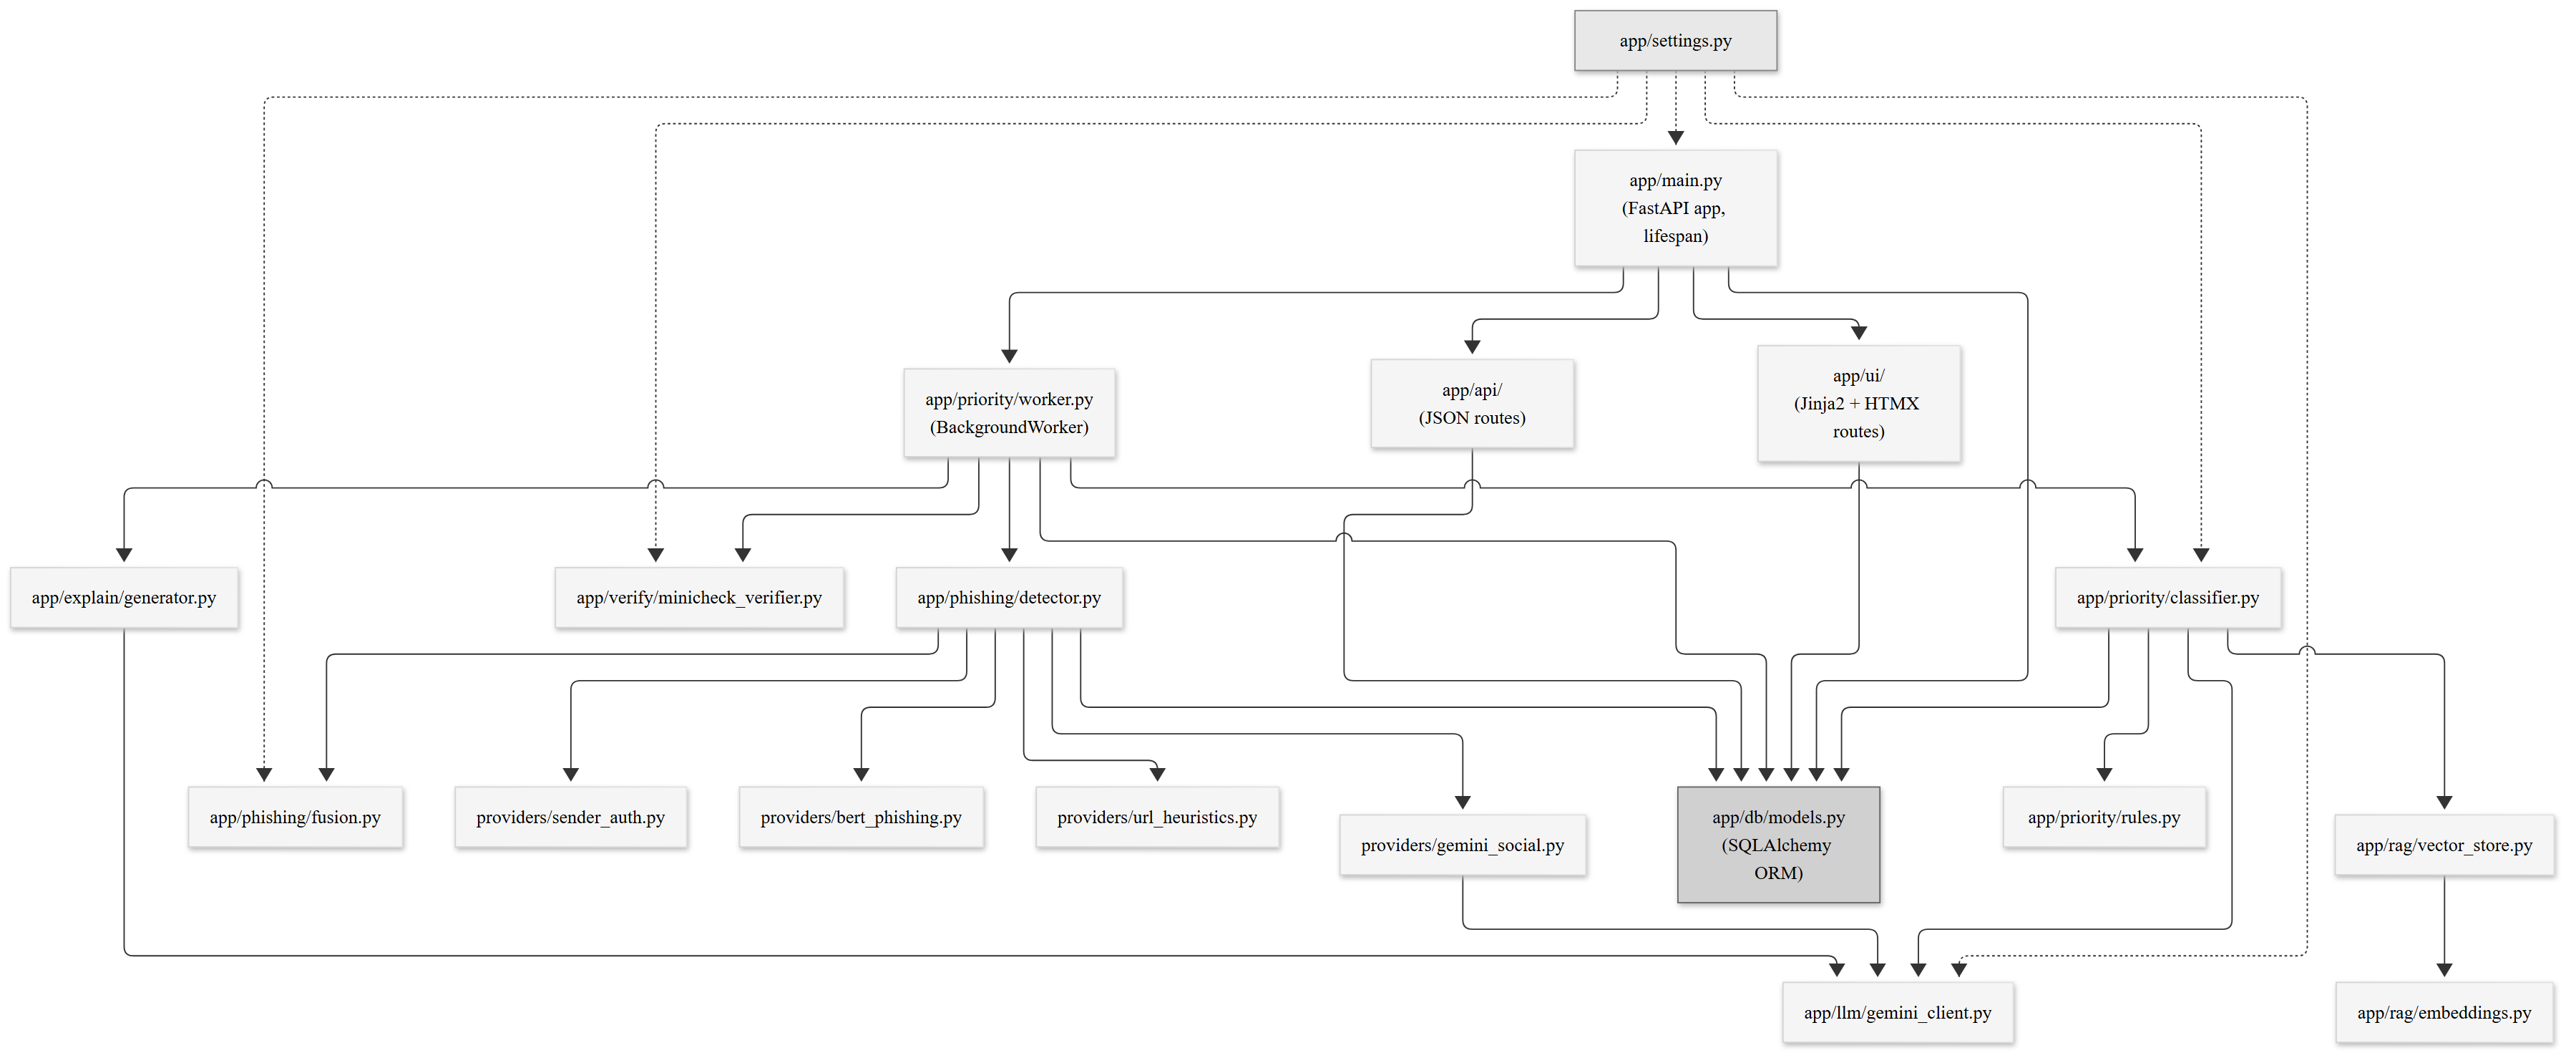 app/settings.py
app/main.py
(FastAPI app,
lifespan)
app/priority/worker.py
(BackgroundWorker)
app/api/
(JSON routes)
app/ui/
(Jinja2 + HTMX
routes)
app/explain/generator.py
app/verify/minicheck_verifier.py
app/phishing/detector.py
app/priority/classifier.py
app/phishing/fusion.py
providers/sender_auth.py
providers/bert_phishing.py
providers/url_heuristics.py
providers/gemini_social.py
app/db/models.py
(SQLAlchemy
ORM)
app/priority/rules.py
app/rag/vector_store.py
app/llm/gemini_client.py
app/rag/embeddings.py